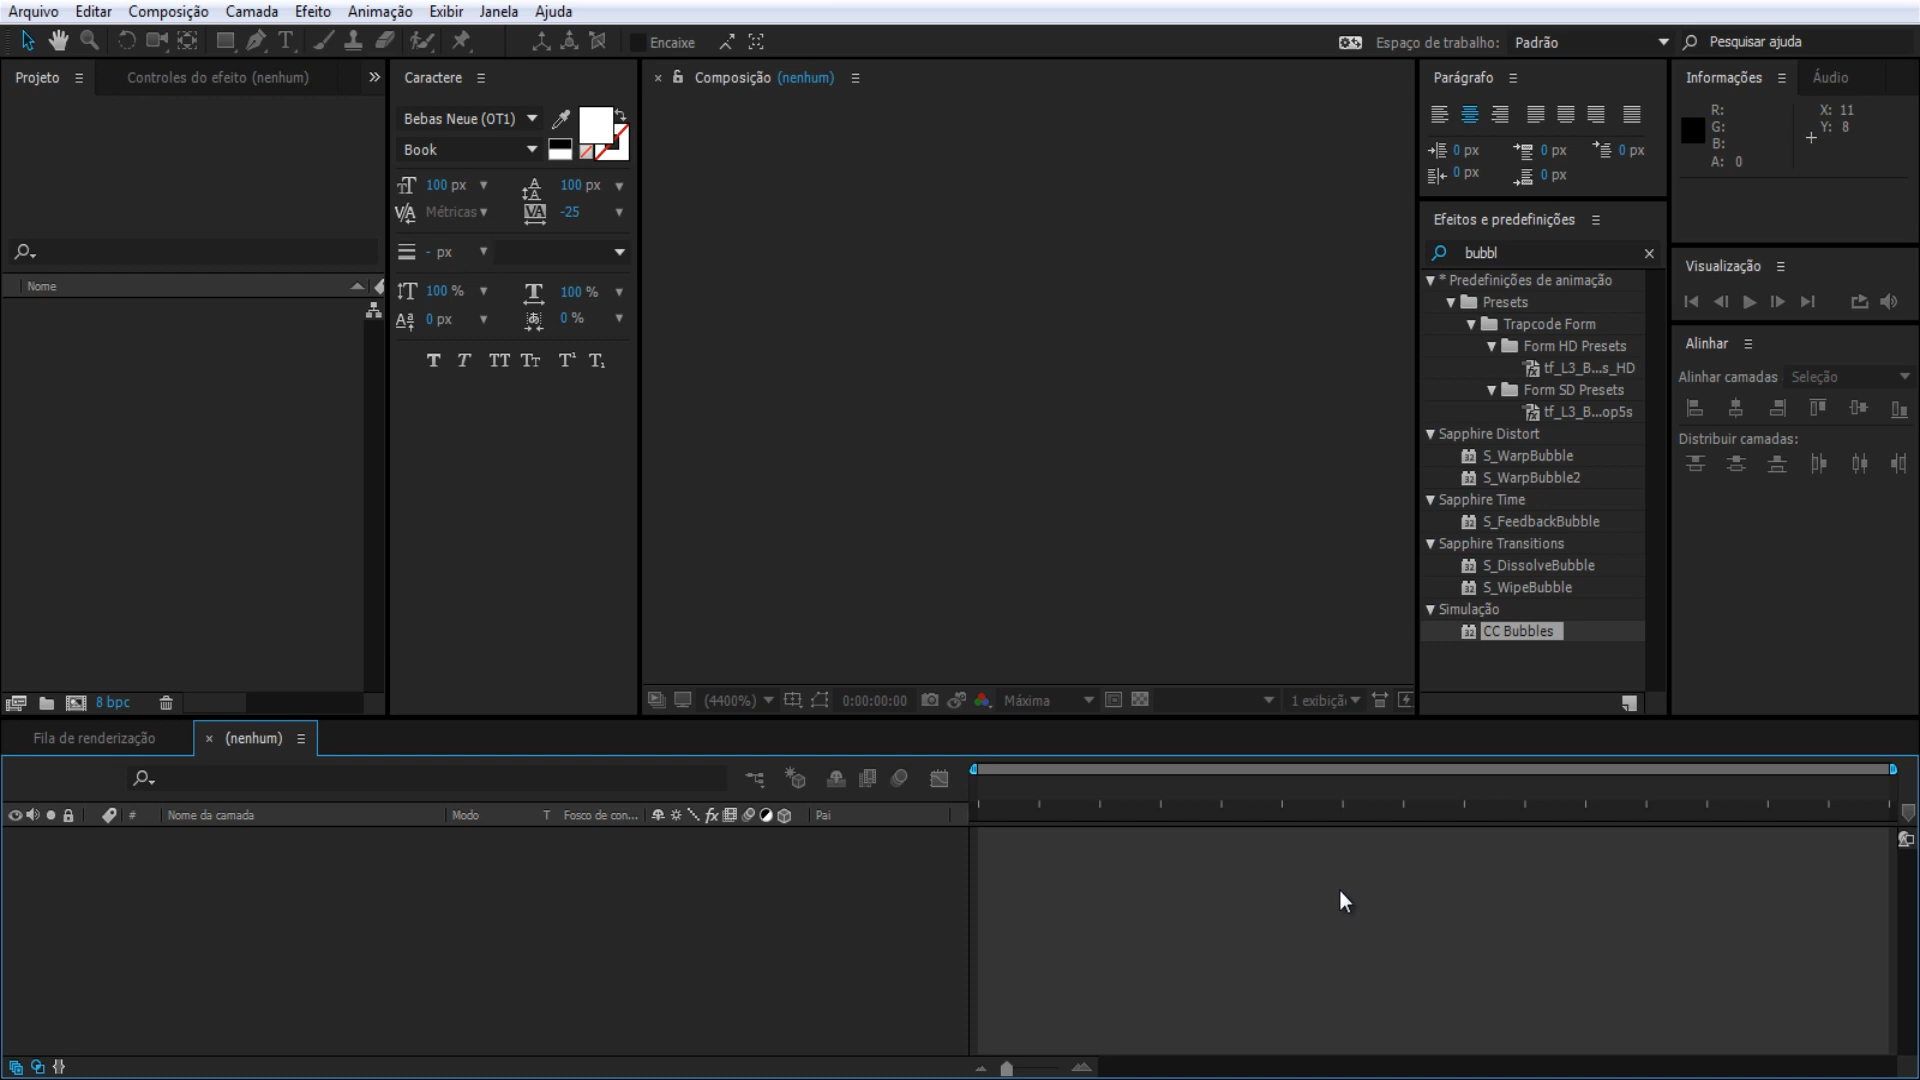 Arquivo Editar Composição Camada Efeito Animação Exibir Janela Ajuda
Encaixe Espaço de trabalho: Padrão Pesquisar ajuda
Projeto Controles do efeito (nenhum)
Nome
8 bpc
Caractere
Bebas Neue (OT1)
Book
100 px 100 px
Métricas -25
- px
100 % 100 %
0 px 0 %
Composição (nenhum)
(4400%) 0:00:00:00 Máxima 1 exibiçã
Parágrafo
0 px 0 px 0 px
0 px 0 px
Efeitos e predefinições
bubbl
* Predefinições de animação
Presets
Trapcode Form
Form HD Presets
tf_L3_B...s_HD
Form SD Presets
tf_L3_B...op5s
Sapphire Distort
S_WarpBubble
S_WarpBubble2
Sapphire Time
S_FeedbackBubble
Sapphire Transitions
S_DissolveBubble
S_WipeBubble
Simulação
CC Bubbles
Informações Áudio
R: X: 11
G: Y: 8
B:
A: 0
Visualização
Alinhar
Alinhar camadas Seleção
Distribuir camadas:
Fila de renderização (nenhum)
# Nome da camada Modo T Fosco de con... fx Pai